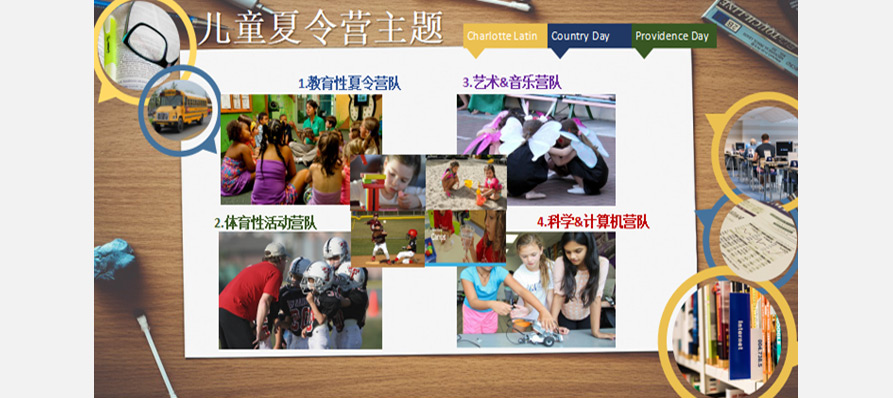 儿童夏令营主题
Charlotte Latin
Country Day
Providence Day
1.教育性夏令营队
3.艺术&音乐营队
2.体育性活动营队
4.科学&计算机营队
Internet